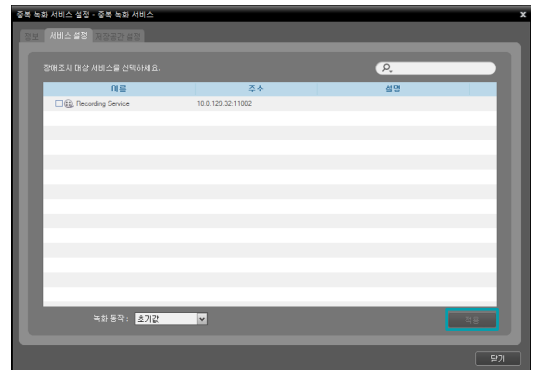 중복 녹화 서비스 설정 - 중복 녹화 서비스
정보 서비스 설정 저장공간 설정
장애조치 대상 서비스를 선택하세요.
이름 주소 설명
Recording Service 10.0.120.32:11002
녹화 동작: 초기값
적용
닫기